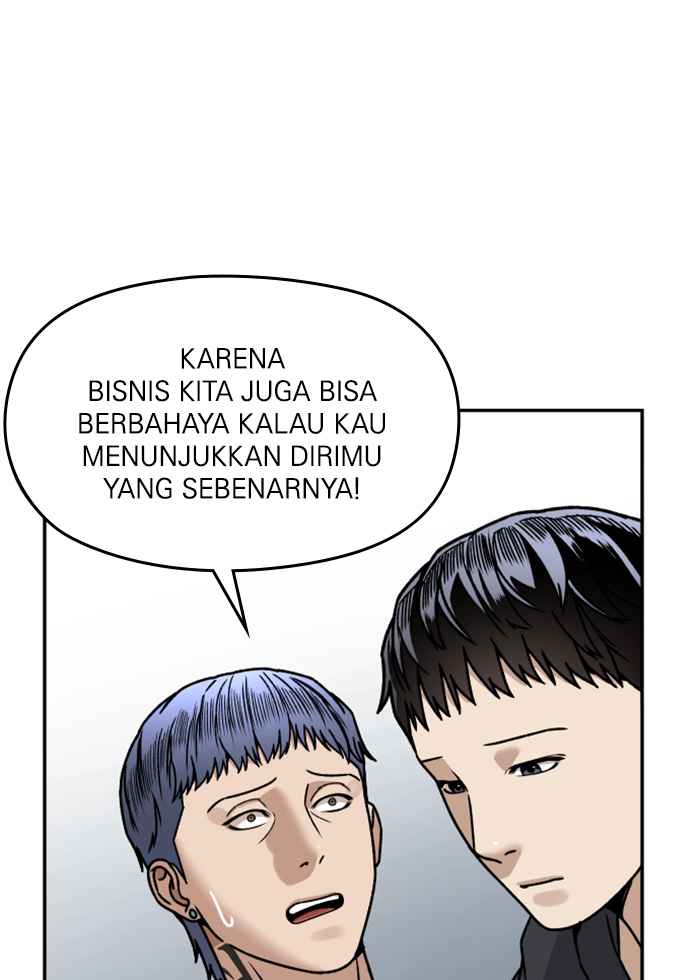 KARENA
BISNIS KITA JUGA BISA
BERBAHAYA KALAU KAU
MENUNJUKKAN DIRIMU
YANG SEBENARNYA!